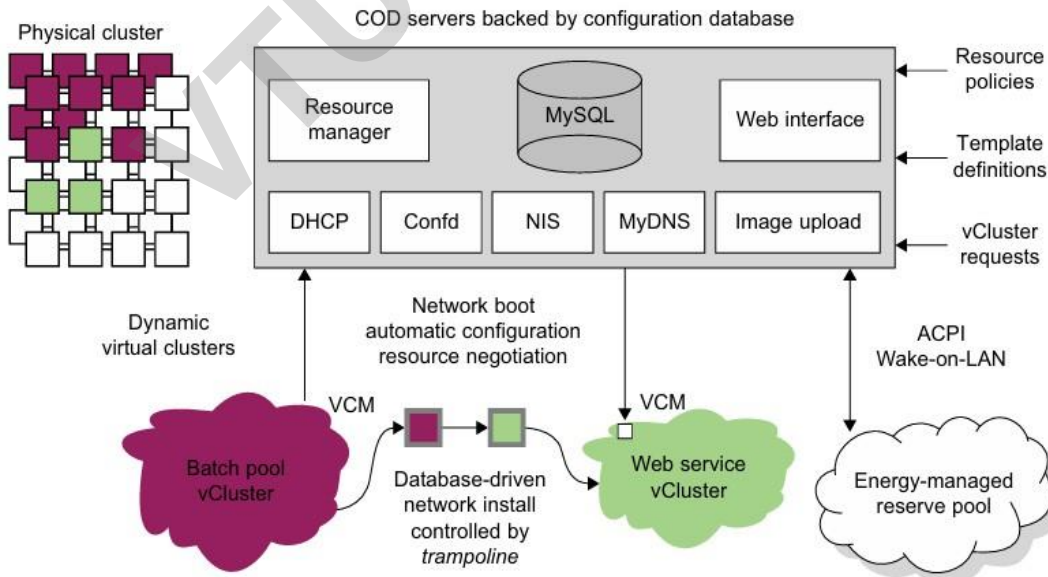 COD servers backed by configuration database
Physical cluster
Resource
manager
MySQL
Web interface
DHCP
Confd
NIS
MyDNS
Image upload
Resource
policies
Template
definitions
vCluster
requests
Dynamic
virtual clusters
Network boot
automatic configuration
resource negotiation
ACPI
Wake-on-LAN
VCM
VCM
Batch pool
vCluster
Database-driven
network install
controlled by
trampoline
Web service
vCluster
Energy-managed
reserve pool
VTU